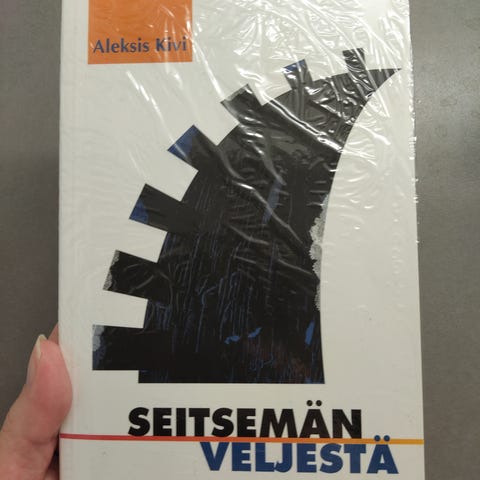 Aleksis Kivi
SEITSEMÄN
VELJESTÄ